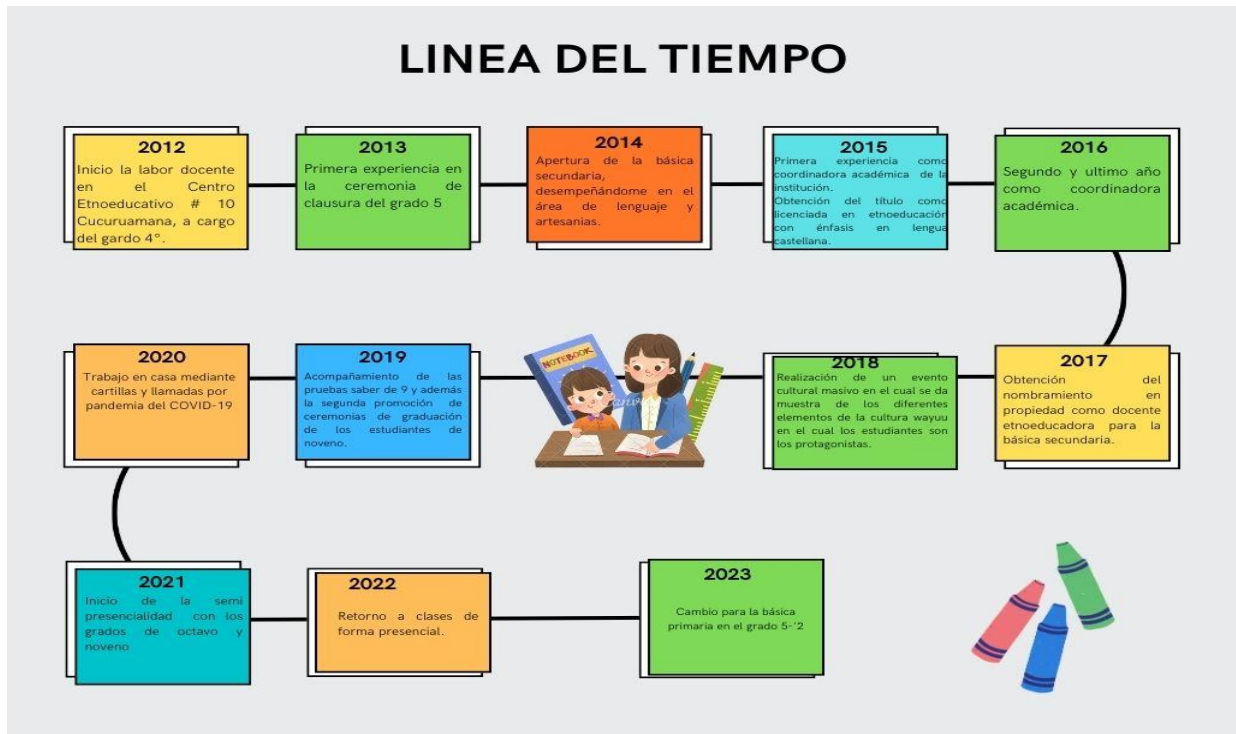 LINEA DEL TIEMPO
2012
Inicio la labor docente
en el Centro
Etnoeducativo # 10
Cucuruamana, a cargo
del gardo 4°.
2013
Primera experiencia en
la ceremonia de
clausura del grado 5
2014
Apertura de la básica
secundaria,
desempeñándome en el
área de lenguaje y
artesanias.
2015
Primera experiencia como
coordinadora académica de la
institución.
Obtención del título como
licenciada en etnoeducación
con énfasis en lengua
castellana.
2016
Segundo y ultimo año
como coordinadora
académica.
2017
Obtención del
nombramiento en
propiedad como docente
etnoeducadora para la
básica secundaria.
2018
Realización de un evento
cultural masivo en el cual se da
muestra de los diferentes
elementos de la cultura wayuu
en el cual los estudiantes son
los protagonistas.
NOTEBOOK
2019
Acompañamiento de las
pruebas saber de 9 y además
la segunda promoción de
ceremonias de graduación
de los estudiantes de
noveno.
2020
Trabajo en casa mediante
cartillas y llamadas por
pandemia del COVID-19
2021
Inicio de la semi
presencialidad con los
grados de octavo y
noveno
2022
Retorno a clases de
forma presencial.
2023
Cambio para la básica
primaria en el grado 5-'2